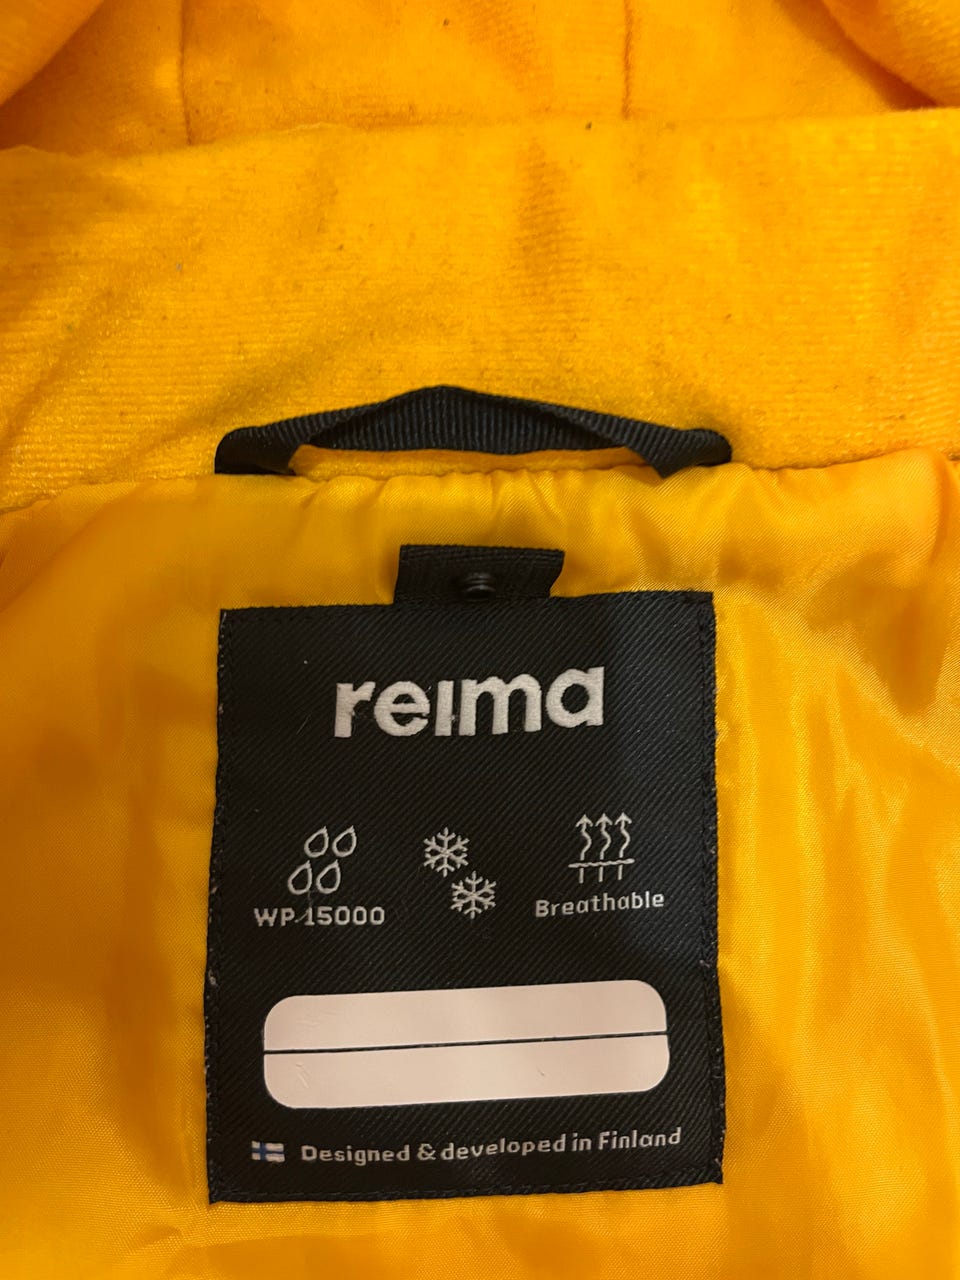 reima
WP 15000
Breathable
Designed & developed in Finland